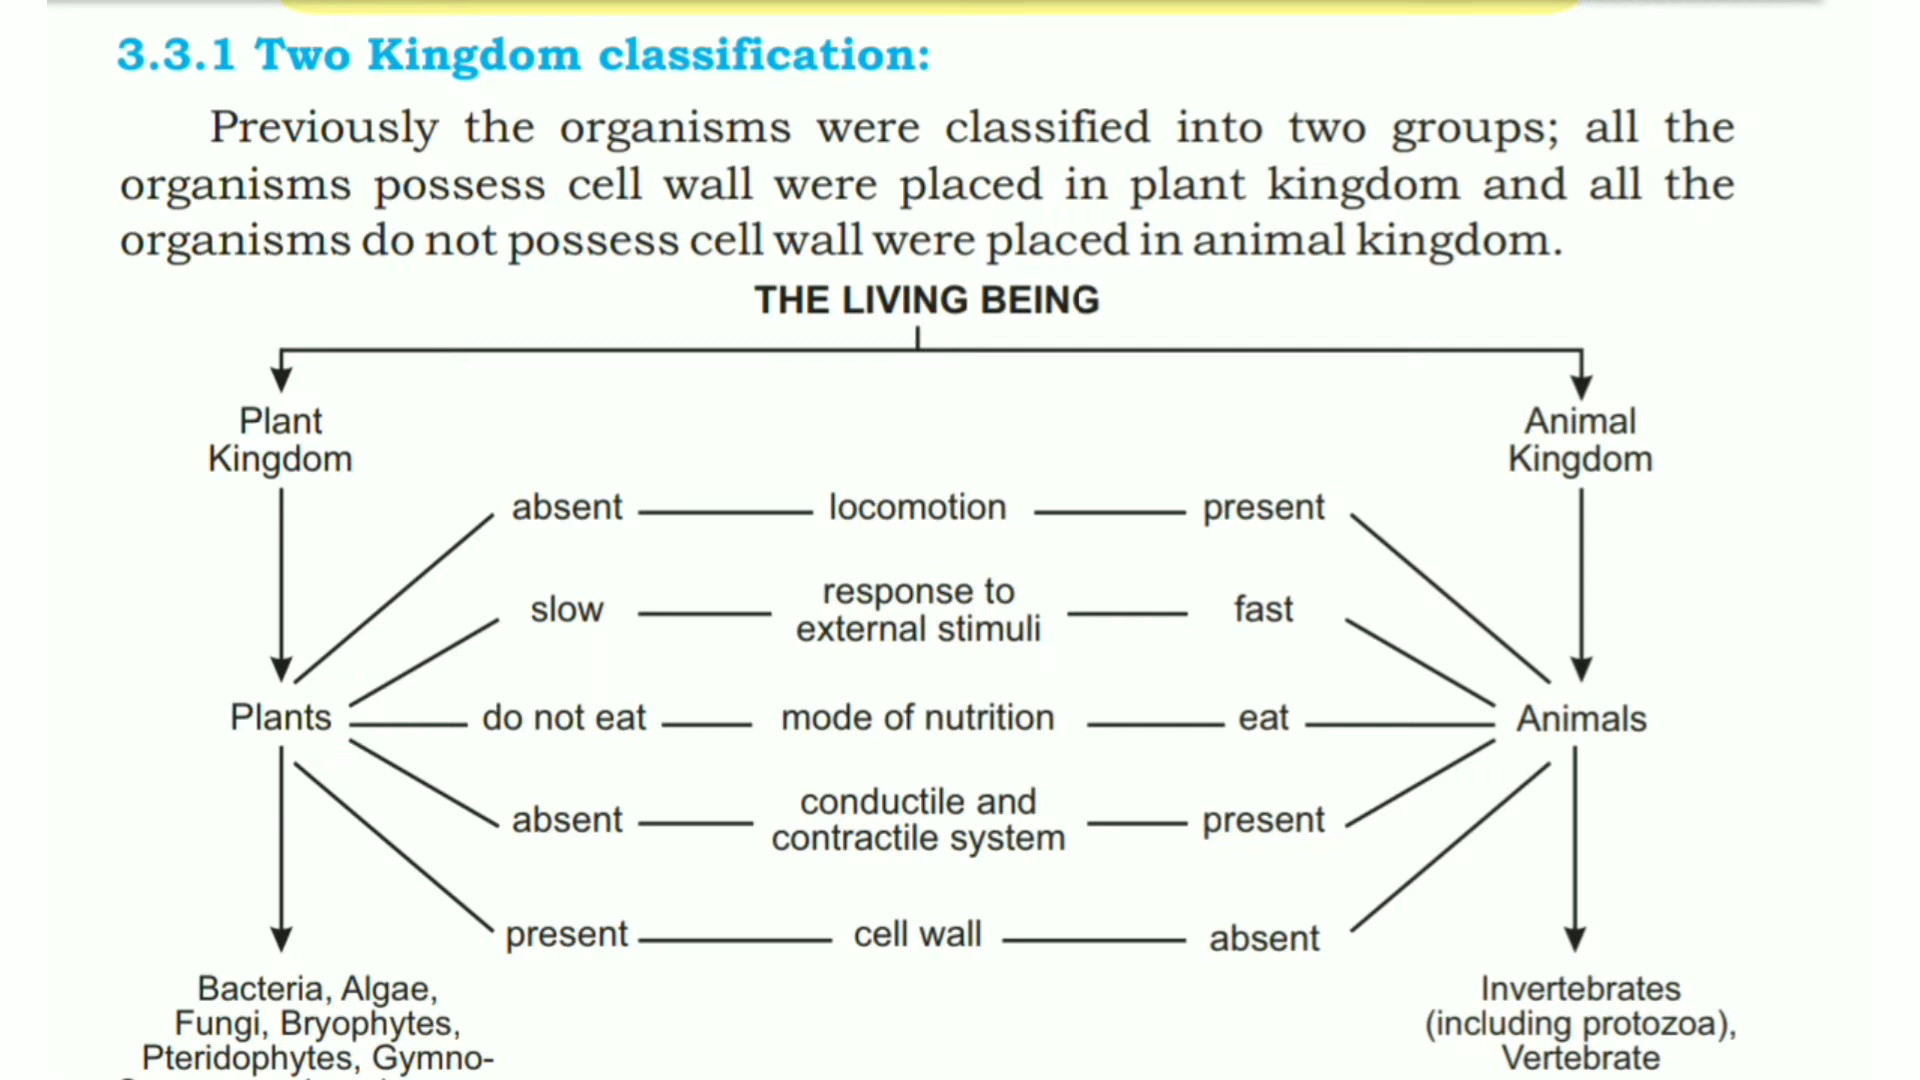 3.3.1 Two Kingdom classification:
Previously the organisms were classified into two groups; all the
organisms possess cell wall were placed in plant kingdom and all the
organisms do not possess cell wall were placed in animal kingdom.
THE LIVING BEING
Plant
Kingdom
Animal
Kingdom
absent locomotion present
slow response to
external stimuli fast
Plants do not eat mode of nutrition eat Animals
absent conductile and
contractile system present
present cell wall absent
Bacteria, Algae,
Fungi, Bryophytes,
Pteridophytes, Gymno-
Invertebrates
(including protozoa),
Vertebrate